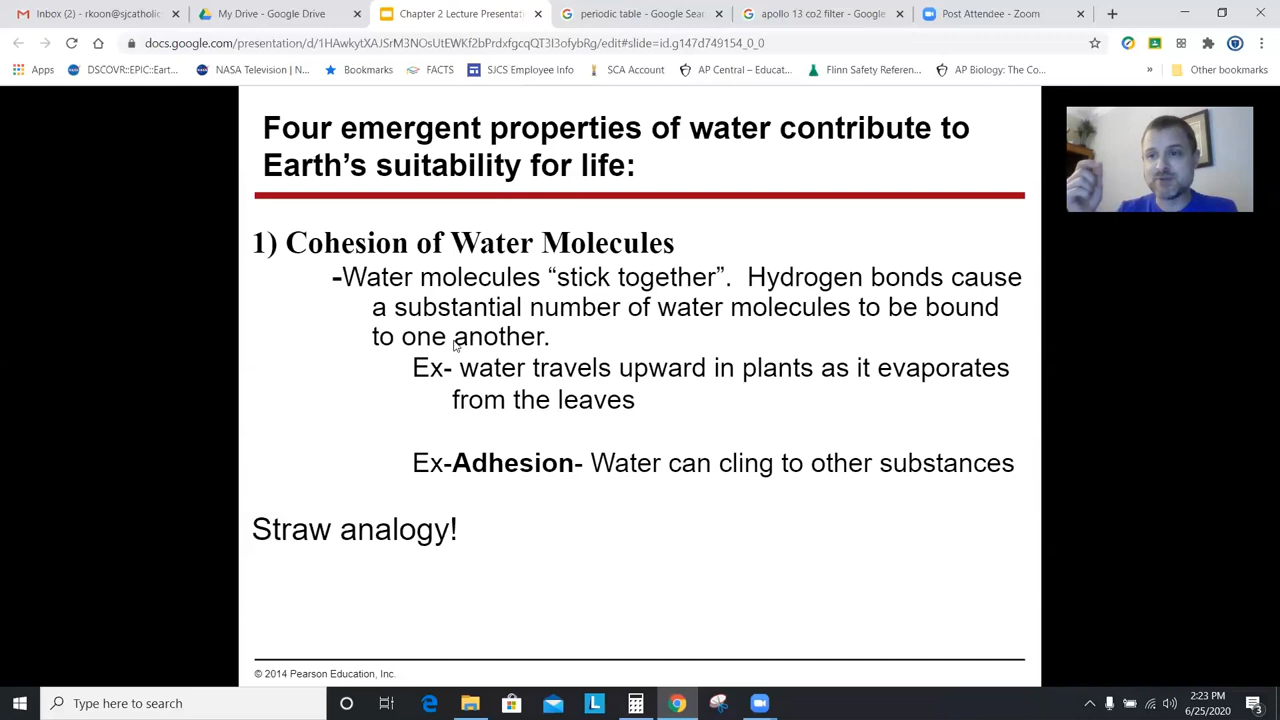 Inbox (2) - rkoon@sjcatholic
My Drive - Google Drive
Chapter 2 Lecture Presentat
periodic table - Google Sear
apollo 13 co2 filter - Google
Post Attendee - Zoom
docs.google.com/presentation/d/1HAwkytXAJSrM3NOcUtEWKf2bPrdxfgcqQT3I3ofybRg/edit#slide=id.g147d749154_0_0
Apps
DSCOVR::EPIC::Eart...
NASA Television | N...
Bookmarks
FACTS
SJCS Employee Info
SCA Account
AP Central – Educat...
Flinn Safety Referen...
AP Biology: The Co...
»
Other bookmarks
Four emergent properties of water contribute to
Earth’s suitability for life:
1) Cohesion of Water Molecules
-Water molecules “stick together”. Hydrogen bonds cause
a substantial number of water molecules to be bound
to one another.
Ex- water travels upward in plants as it evaporates
from the leaves
Ex-Adhesion- Water can cling to other substances
Straw analogy!
© 2014 Pearson Education, Inc.
Type here to search
2:23 PM
6/25/2020
3